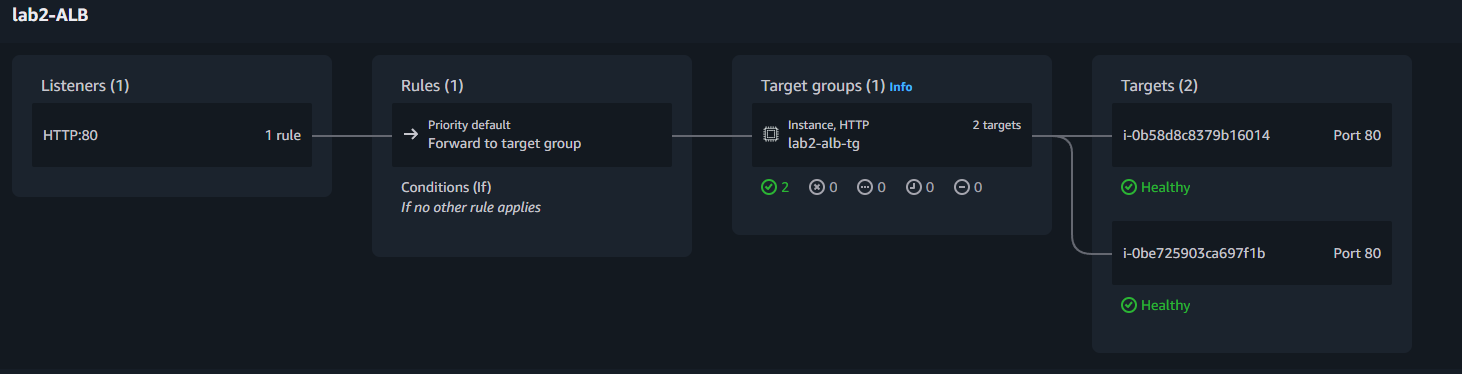 lab2-ALB
Listeners (1)
HTTP:80 1 rule
Rules (1)
Priority default
Forward to target group
Conditions (If)
If no other rule applies
Target groups (1) Info
Instance, HTTP 2 targets
lab2-alb-tg
2 0 0 0 0
Targets (2)
i-0b58d8c8379b16014 Port 80
Healthy
i-0be725903ca697f1b Port 80
Healthy